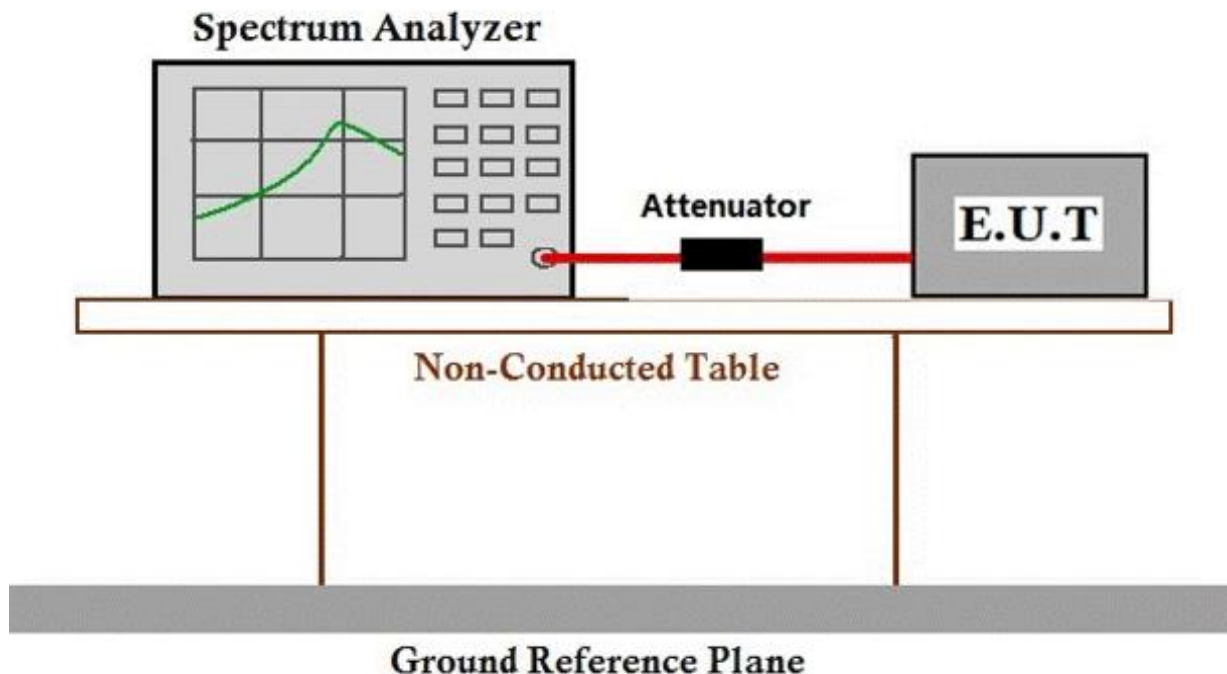 Spectrum Analyzer
Attenuator
E.U.T
Non-Conducted Table
Ground Reference Plane